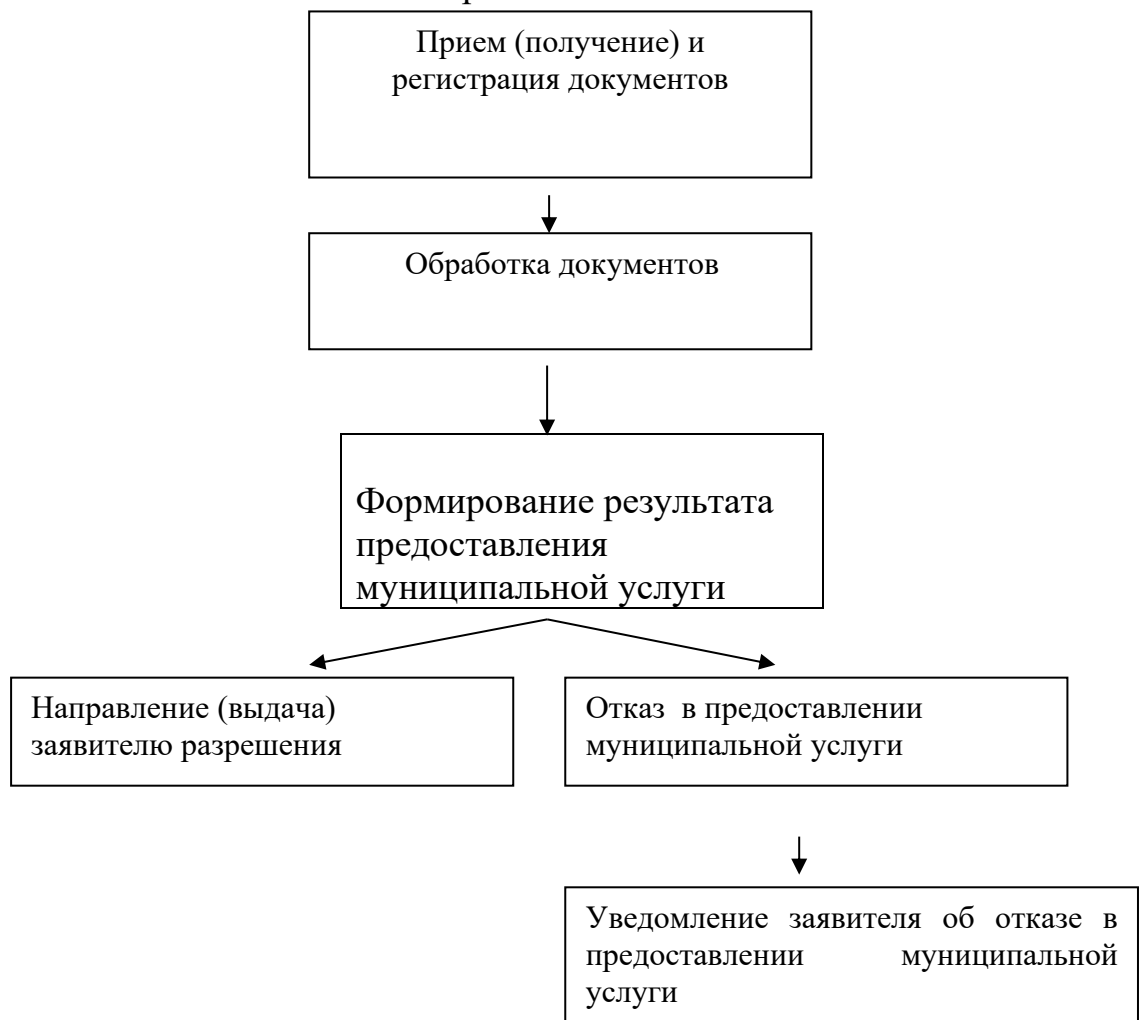 Прием (получение) и
регистрация документов
Обработка документов
Формирование результата
предоставления
муниципальной услуги
Направление (выдача)
заявителю разрешения
Отказ в предоставлении
муниципальной услуги
Уведомление заявителя об отказе в
предоставлении муниципальной
услуги